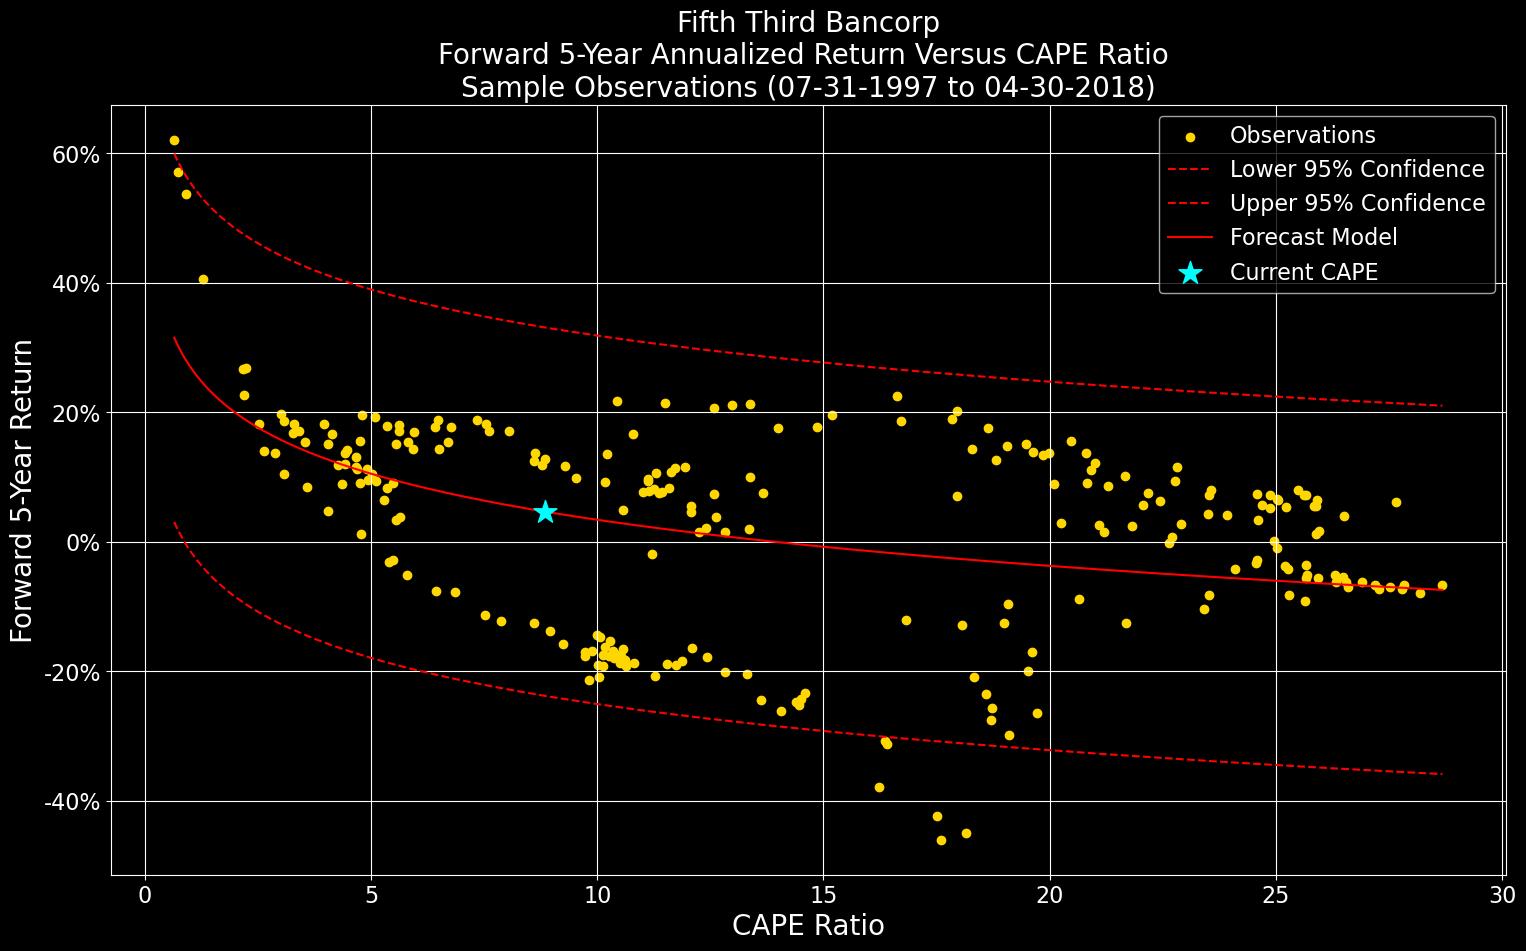 Fifth Third Bancorp
Forward 5-Year Annualized Return Versus CAPE Ratio
Sample Observations (07-31-1997 to 04-30-2018)
Observations
Lower 95% Confidence
Upper 95% Confidence
Forecast Model
Current CAPE
Forward 5-Year Return
60%
40%
20%
0%
-20%
-40%
0 5 10 15 20 25 30
CAPE Ratio